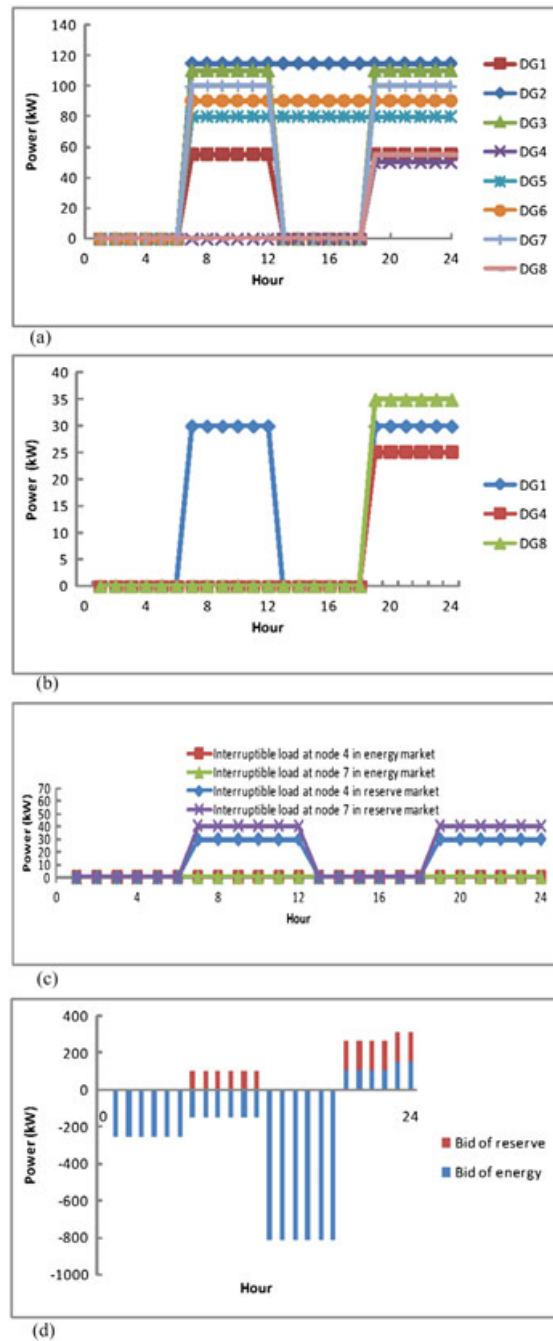 140
120
100
80
60
40
20
0
Power (kW)
0 4 8 12 16 20 24
Hour
DG1
DG2
DG3
DG4
DG5
DG6
DG7
DG8
(a)
40
35
30
25
20
15
10
5
0
Power (kW)
0 4 8 12 16 20 24
Hour
DG1
DG4
DG8
(b)
Interruptible load at node 4 in energy market
Interruptible load at node 7 in energy market
Interruptible load at node 4 in reserve market
Interruptible load at node 7 in reserve market
70
60
50
40
30
20
10
0
Power (kW)
0 4 8 12 16 20 24
Hour
(c)
400
200
0
-200
-400
-600
-800
-1000
Power (kW)
0 24
Hour
Bid of reserve
Bid of energy
(d)